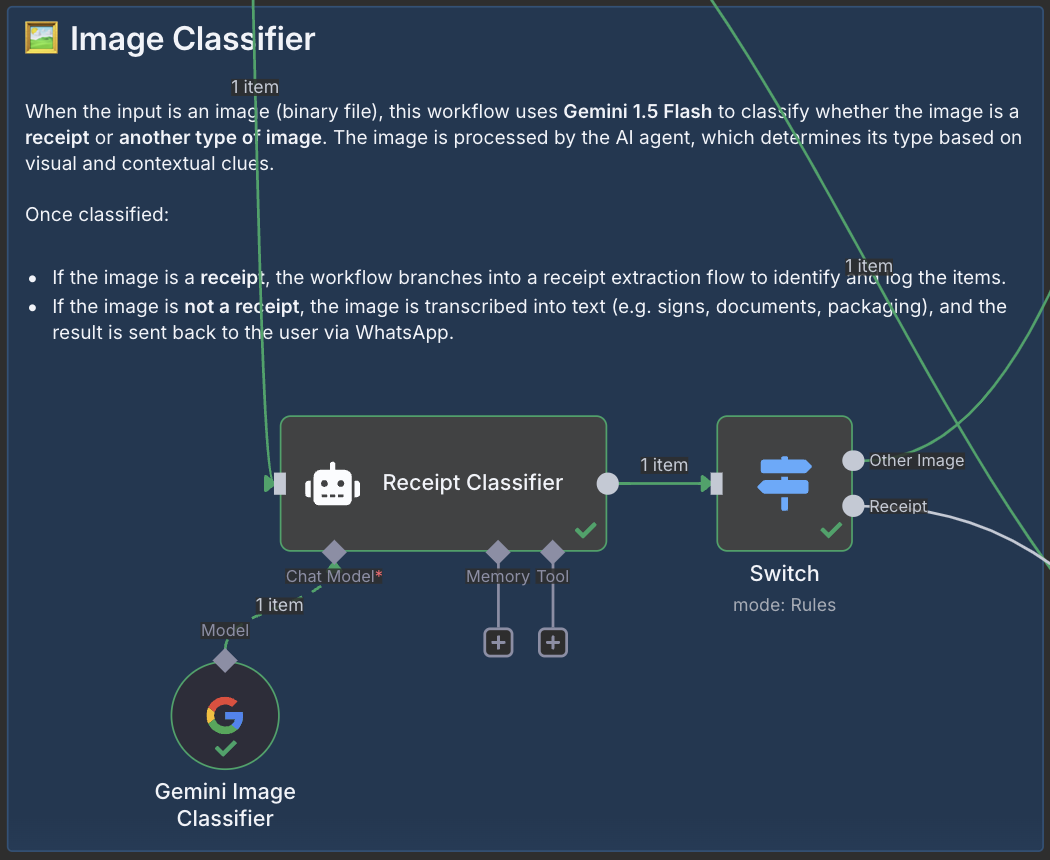 Image Classifier
1 item
When the input is an image (binary file), this workflow uses Gemini 1.5 Flash to classify whether the image is a
receipt or another type of image. The image is processed by the AI agent, which determines its type based on
visual and contextual clues.
Once classified:
• If the image is a receipt, the workflow branches into a receipt extraction flow to identify and log the items.
1 item
• If the image is not a receipt, the image is transcribed into text (e.g. signs, documents, packaging), and the
result is sent back to the user via WhatsApp.
Receipt Classifier
1 item
Other Image
Receipt
Chat Model*
Memory
Tool
Switch
mode: Rules
1 item
Model
Gemini Image
Classifier